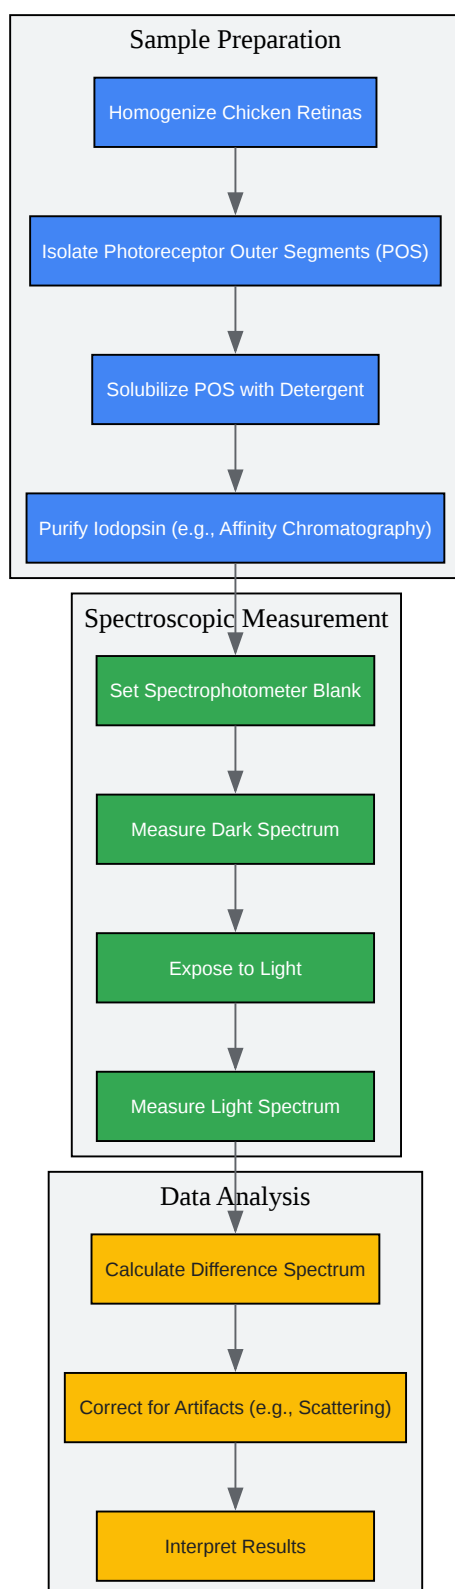 Sample Preparation
Homogenize Chicken Retinas
Isolate Photoreceptor Outer Segments (POS)
Solubilize POS with Detergent
Purify Iodopsin (e.g., Affinity Chromatography)
Spectroscopic Measurement
Set Spectrophotometer Blank
Measure Dark Spectrum
Expose to Light
Measure Light Spectrum
Data Analysis
Calculate Difference Spectrum
Correct for Artifacts (e.g., Scattering)
Interpret Results